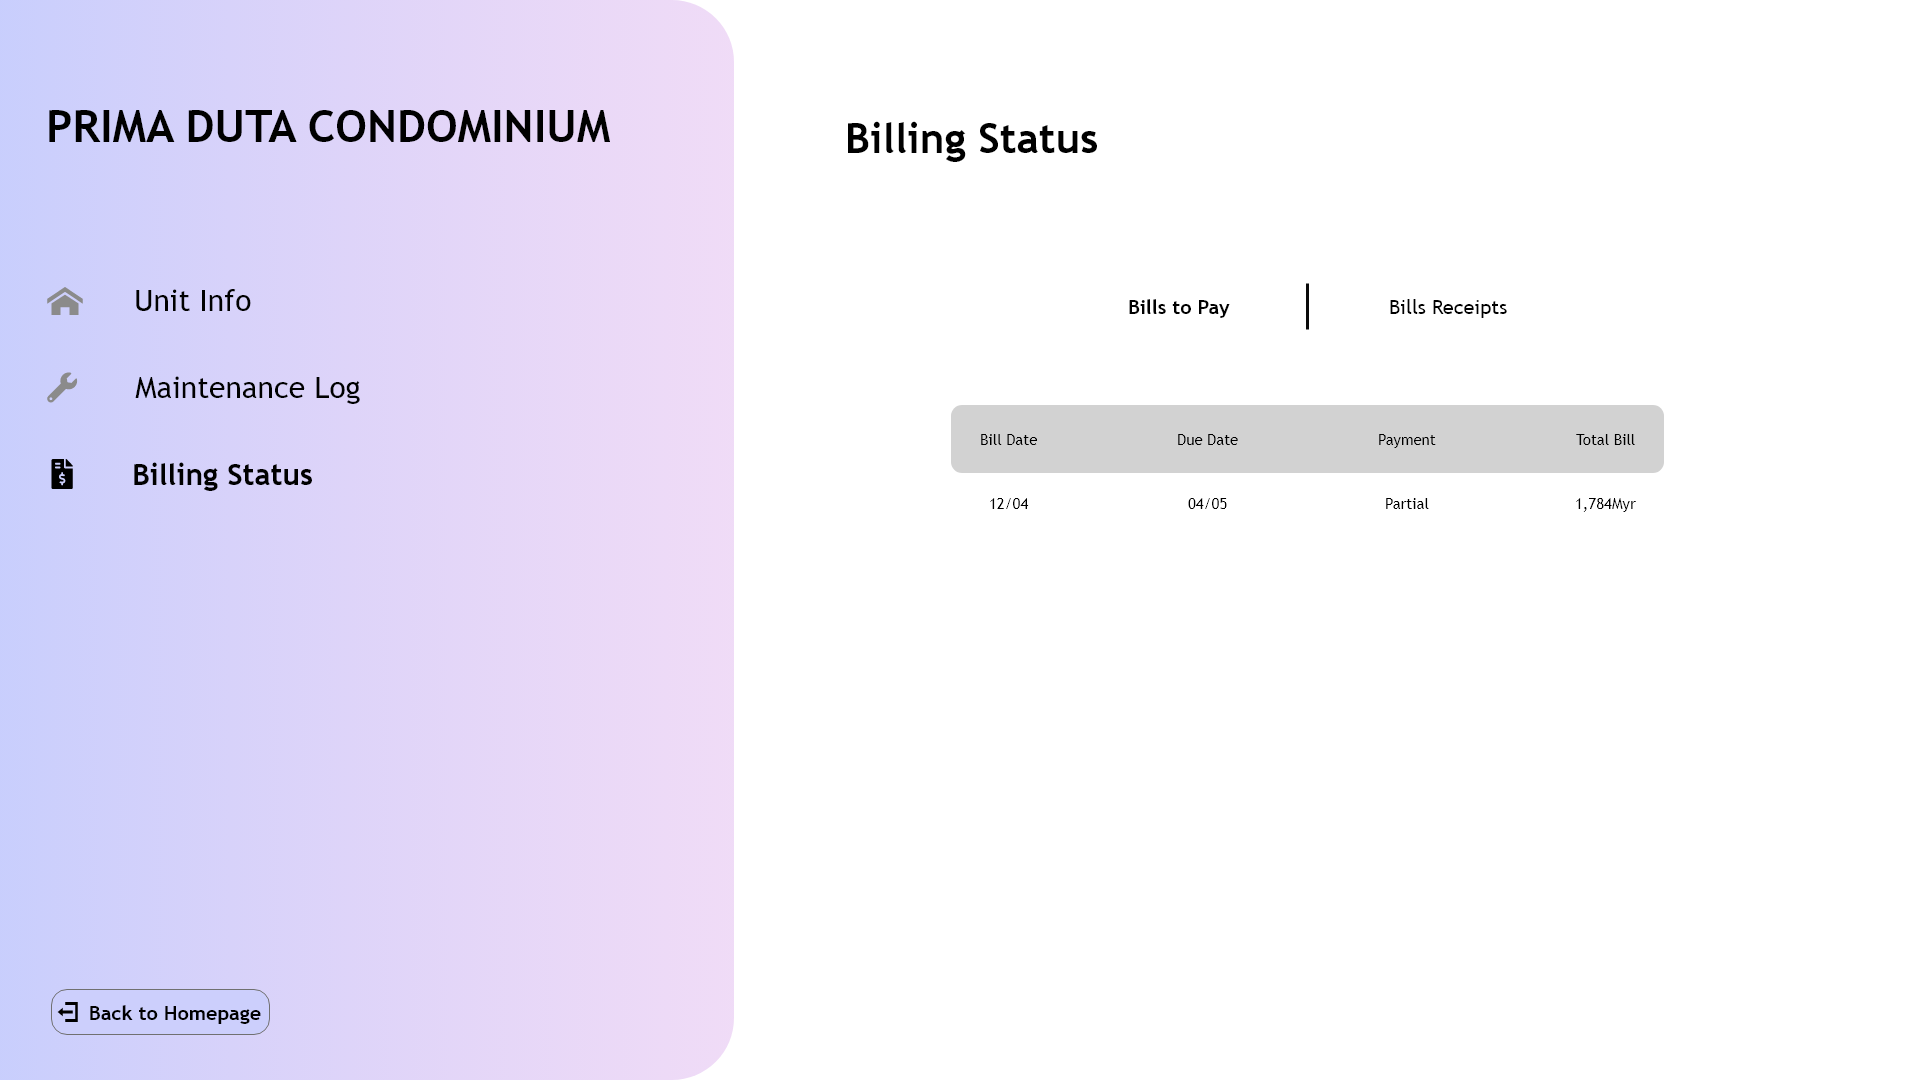 PRIMA DUTA CONDOMINIUM
Unit Info
Maintenance Log
Billing Status
Back to Homepage
Billing Status
Bills to Pay
Bills Receipts
Bill Date Due Date Payment Total Bill
12/04 04/05 Partial 1,784Myr